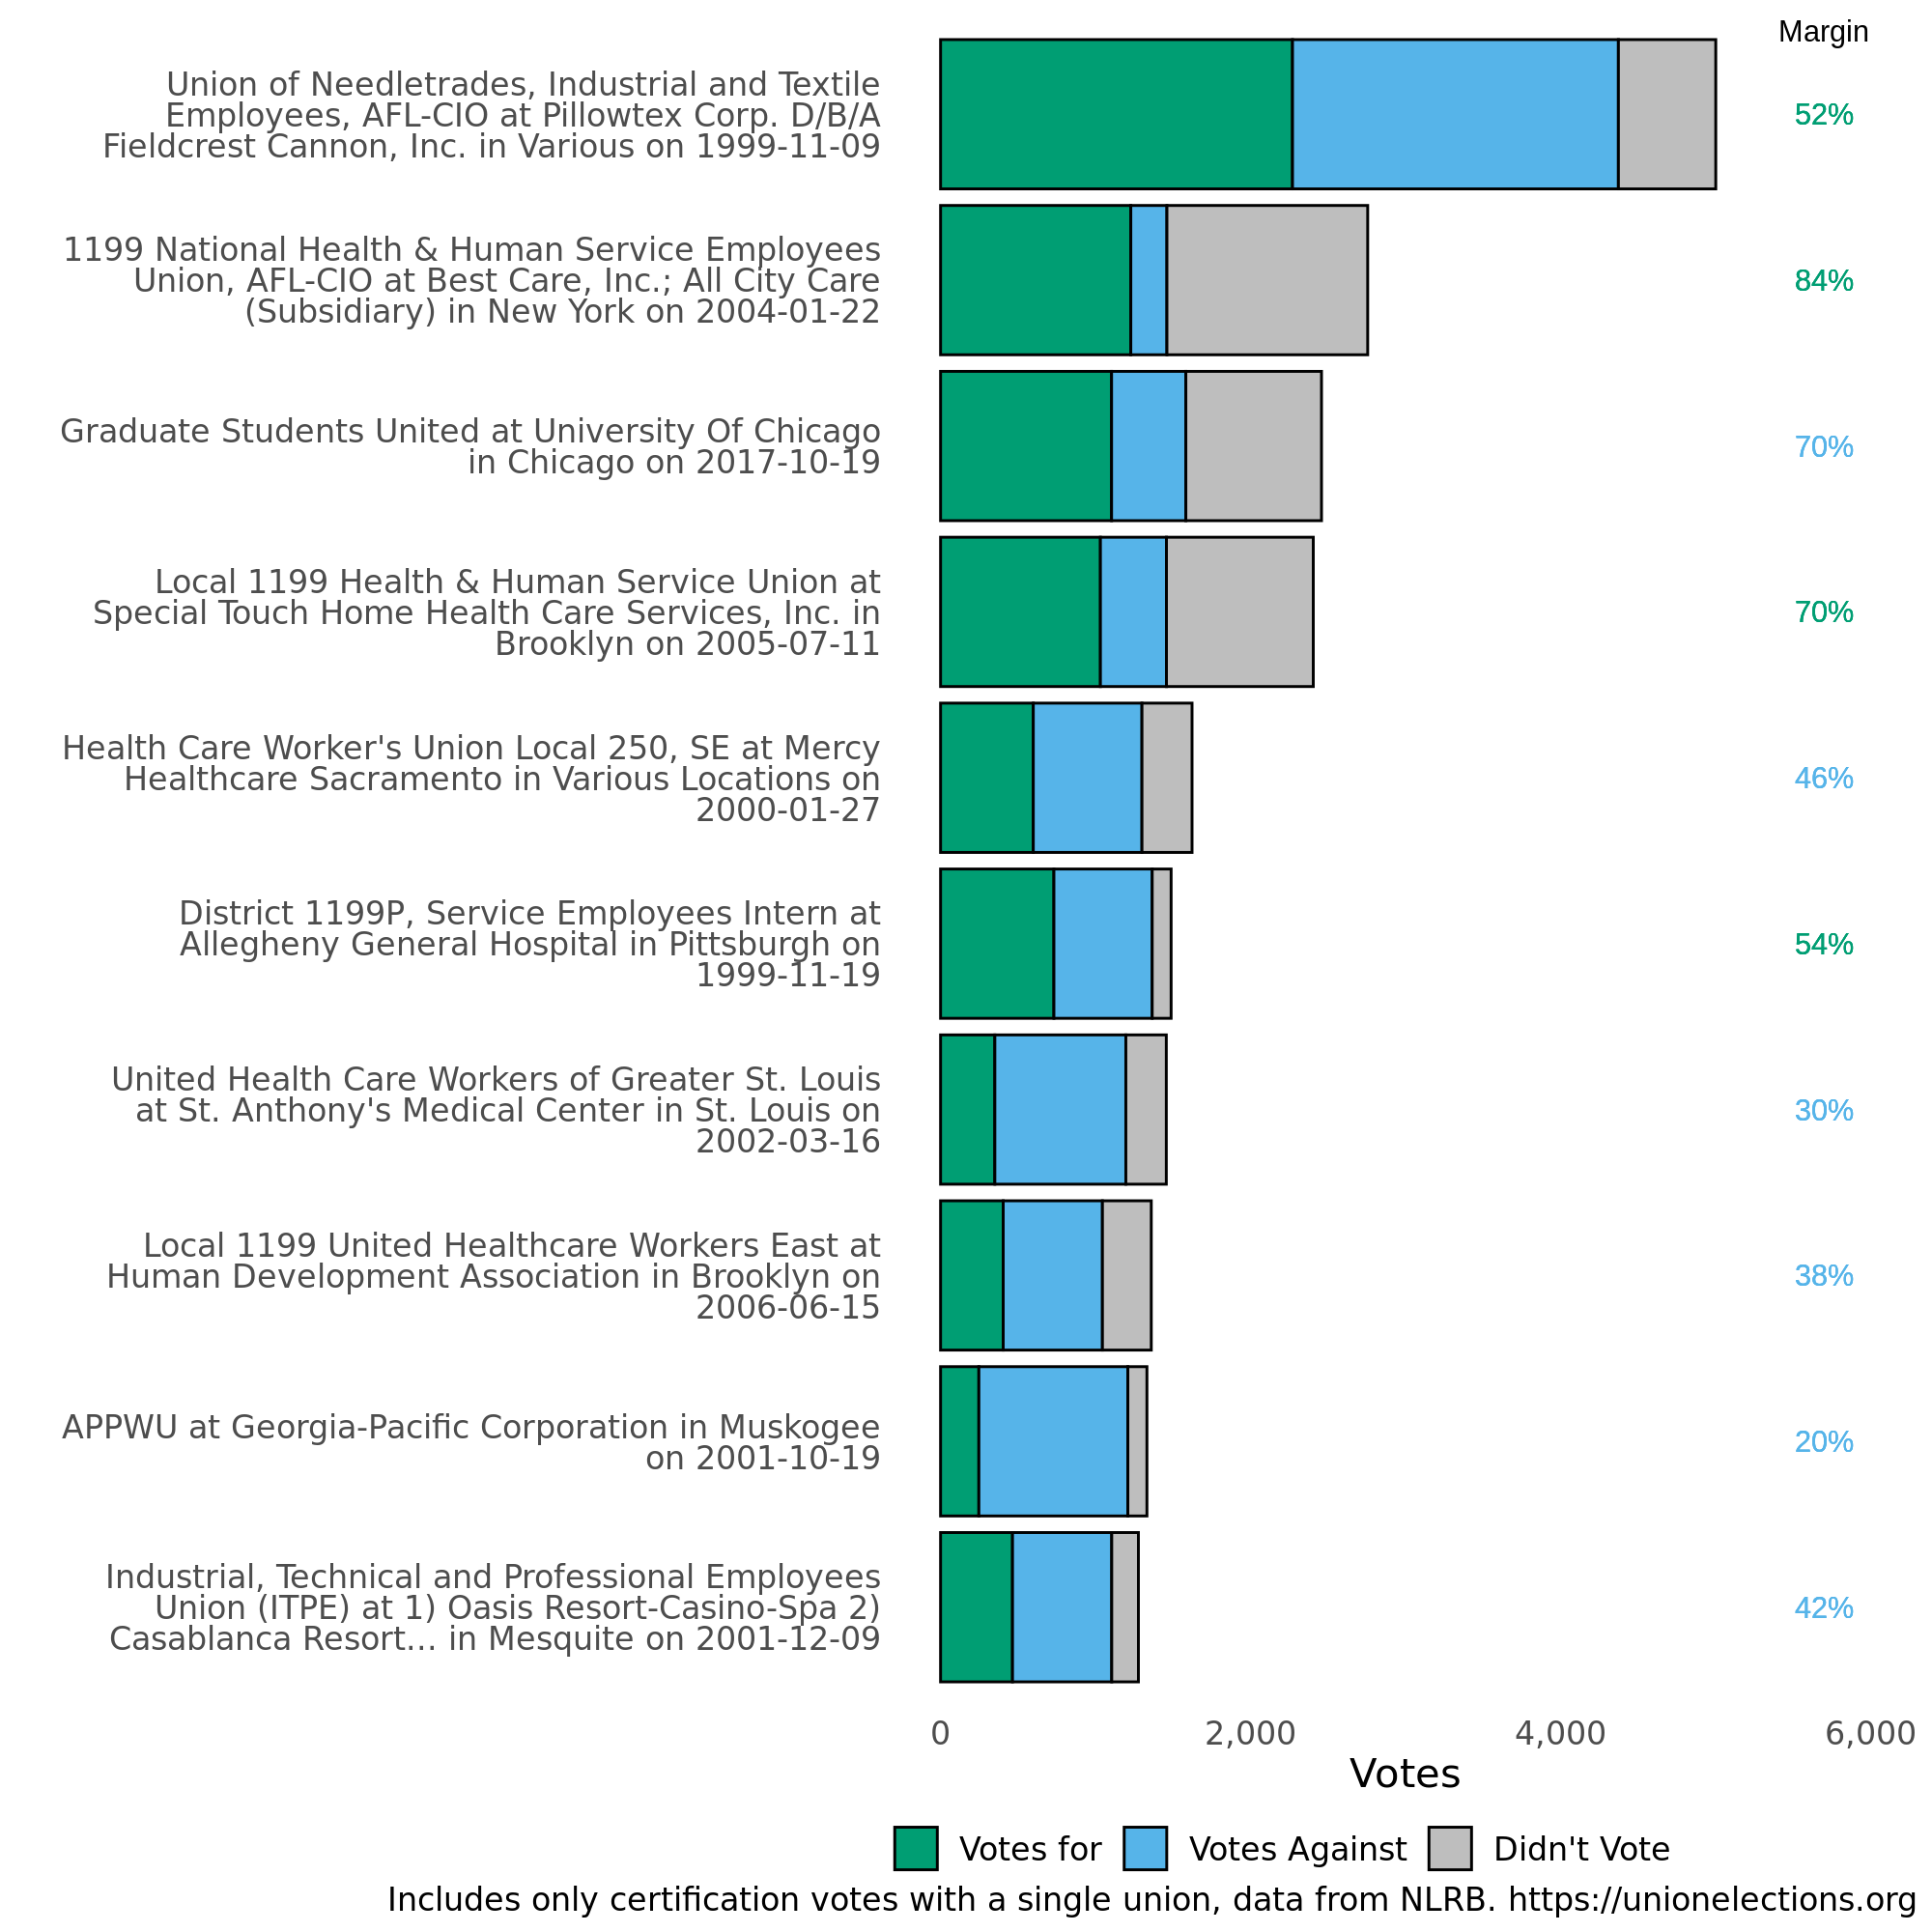 Margin
Union of Needletrades, Industrial and Textile
Employees, AFL-CIO at Pillowtex Corp. D/B/A
Fieldcrest Cannon, Inc. in Various on 1999-11-09
52%
1199 National Health & Human Service Employees
Union, AFL-CIO at Best Care, Inc.; All City Care
(Subsidiary) in New York on 2004-01-22
84%
Graduate Students United at University Of Chicago
in Chicago on 2017-10-19
70%
Local 1199 Health & Human Service Union at
Special Touch Home Health Care Services, Inc. in
Brooklyn on 2005-07-11
70%
Health Care Worker's Union Local 250, SE at Mercy
Healthcare Sacramento in Various Locations on
2000-01-27
46%
District 1199P, Service Employees Intern at
Allegheny General Hospital in Pittsburgh on
1999-11-19
54%
United Health Care Workers of Greater St. Louis
at St. Anthony's Medical Center in St. Louis on
2002-03-16
30%
Local 1199 United Healthcare Workers East at
Human Development Association in Brooklyn on
2006-06-15
38%
APPWU at Georgia-Pacific Corporation in Muskogee
on 2001-10-19
20%
Industrial, Technical and Professional Employees
Union (ITPE) at 1) Oasis Resort-Casino-Spa 2)
Casablanca Resort... in Mesquite on 2001-12-09
42%
0 2,000 4,000 6,000
Votes
Votes for Votes Against Didn't Vote
Includes only certification votes with a single union, data from NLRB. https://unionelections.org